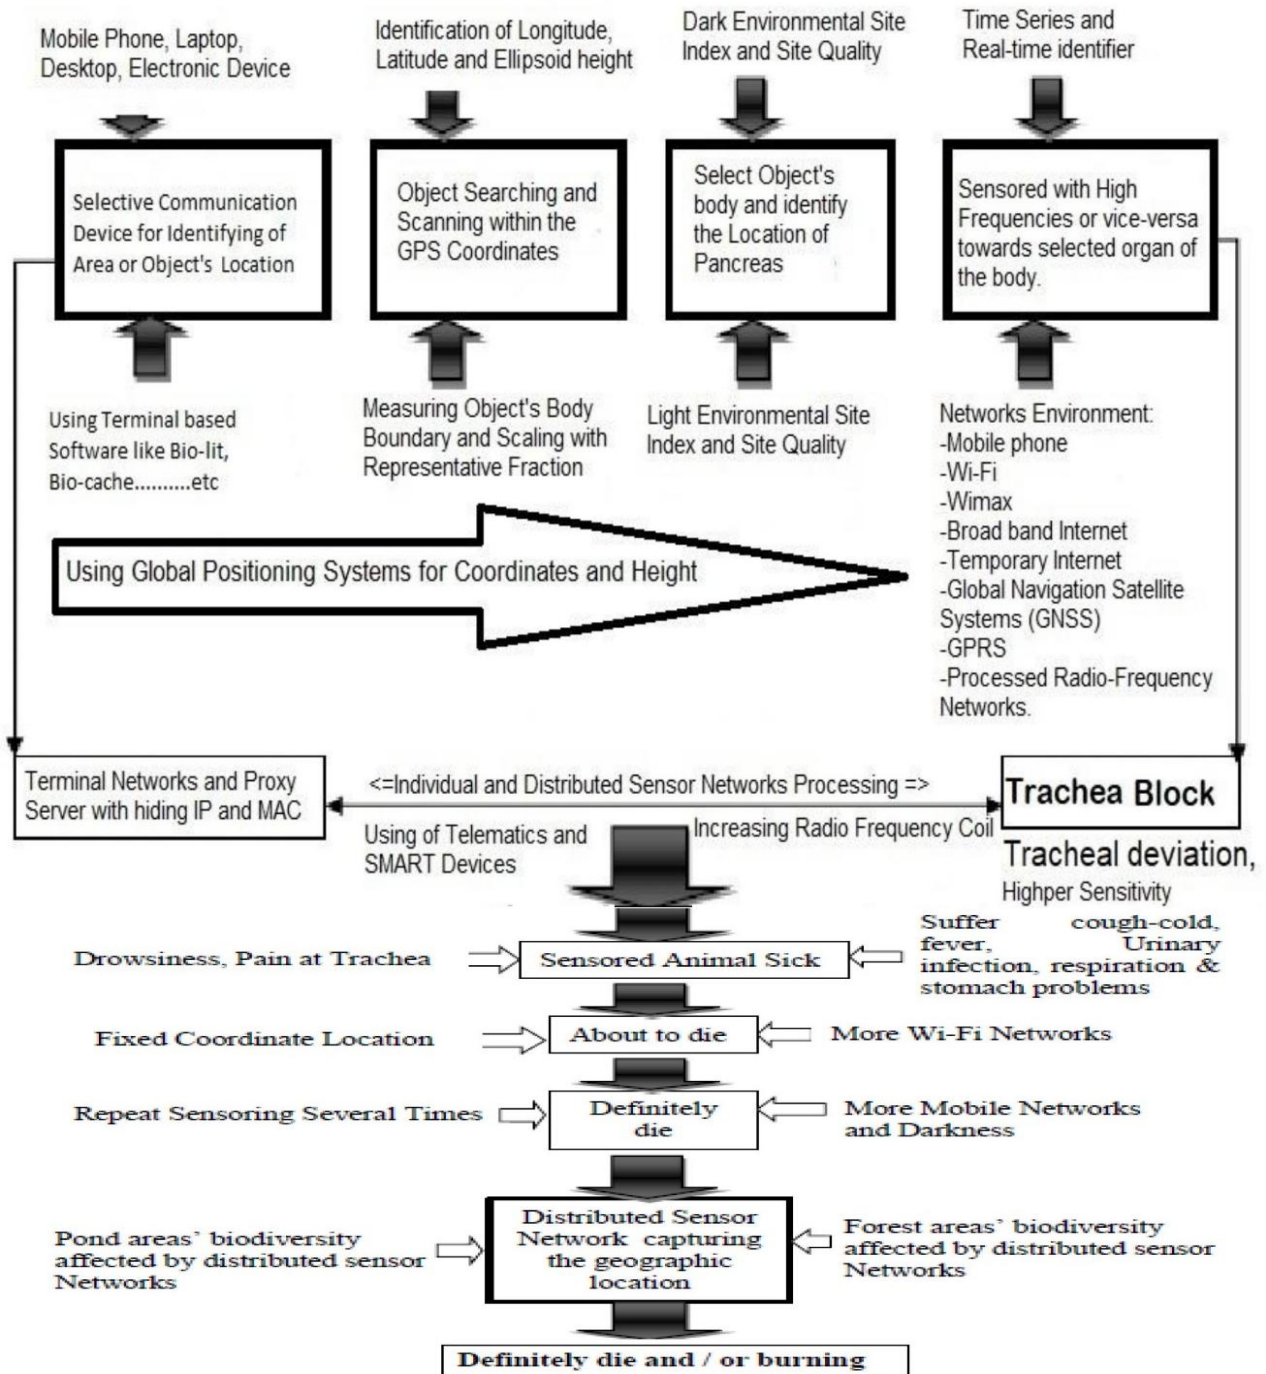 Mobile Phone, Laptop,
Desktop, Electronic Device
Identification of Longitude,
Latitude and Ellipsoid height
Dark Environmental Site
Index and Site Quality
Time Series and
Real-time identifier
Selective Communication
Device for Identifying of
Area or Object's Location
Object Searching and
Scanning within the
GPS Coordinates
Select Object's
body and identify
the Location of
Pancreas
Sensored with High
Frequencies or vice-versa
towards selected organ of
the body.
Using Terminal based
Software like Bio-lit,
Bio-cache..........etc
Measuring Object's Body
Boundary and Scaling with
Representative Fraction
Light Environmental Site
Index and Site Quality
Networks Environment:
-Mobile phone
-Wi-Fi
-Wimax
-Broad band Internet
-Temporary Internet
-Global Navigation Satellite
Systems (GNSS)
-GPRS
-Processed Radio-Frequency
Networks.
Using Global Positioning Systems for Coordinates and Height
Terminal Networks and Proxy
Server with hiding IP and MAC
<=Individual and Distributed Sensor Networks Processing =>
Trachea Block
Using of Telematics and
SMART Devices
Increasing Radio Frequency Coil
Tracheal deviation,
Highper Sensitivity
Drowsiness, Pain at Trachea
Sensored Animal Sick
Suffer cough-cold,
fever, Urinary
infection, respiration &
stomach problems
Fixed Coordinate Location
About to die
More Wi-Fi Networks
Repeat Sensoring Several Times
Definitely
die
More Mobile Networks
and Darkness
Pond areas' biodiversity
affected by distributed sensor
Networks
Distributed Sensor
Network capturing
the geographic
location
Forest areas' biodiversity
affected by distributed sensor
Networks
Definitely die and / or burning